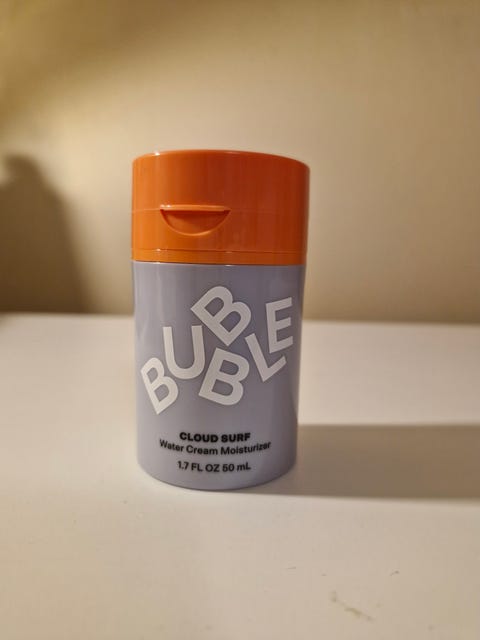 BUBBLE
CLOUD SURF
Water Cream Moisturizer
1.7 FL OZ 50 mL